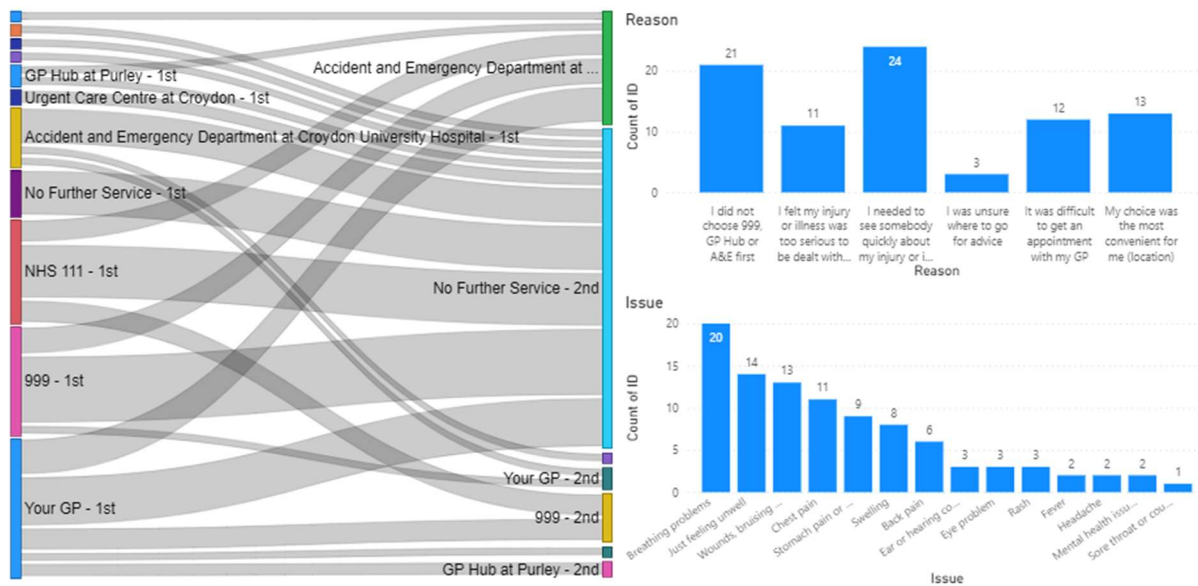 GP Hub at Purley - 1st
Urgent Care Centre at Croydon - 1st
Accident and Emergency Department at Croydon University Hospital - 1st
No Further Service - 1st
NHS 111 - 1st
999 - 1st
Your GP - 1st
Accident and Emergency Department at ...
No Further Service - 2nd
Your GP - 2nd
999 - 2nd
GP Hub at Purley - 2nd
Reason
Count of ID
20
10
0
21
11
24
3
12
13
I did not
choose 999,
GP Hub or
A&E first
I felt my injury
or illness was
too serious to
be dealt with...
I needed to
see somebody
quickly about
my injury or i...
I was unsure
where to go
for advice
It was difficult
to get an
appointment
with my GP
My choice was
the most
convenient for
me (location)
Reason
Issue
Count of ID
20
15
10
5
0
20
14
13
11
9
8
6
3
3
3
2
2
2
1
Breathing problems
Just feeling unwell
Wounds, bruising ...
Chest pain
Stomach pain or ...
Swelling
Back pain
Ear or hearing co...
Eye problem
Rash
Fever
Headache
Mental health issu...
Sore throat or cou...
Issue